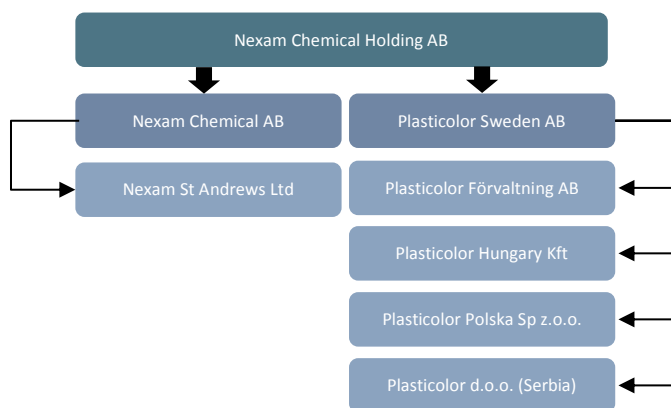 Nexam Chemical Holding AB
Nexam Chemical AB
Plasticolor Sweden AB
Nexam St Andrews Ltd
Plasticolor Förvaltning AB
Plasticolor Hungary Kft
Plasticolor Polska Sp z.o.o.
Plasticolor d.o.o. (Serbia)